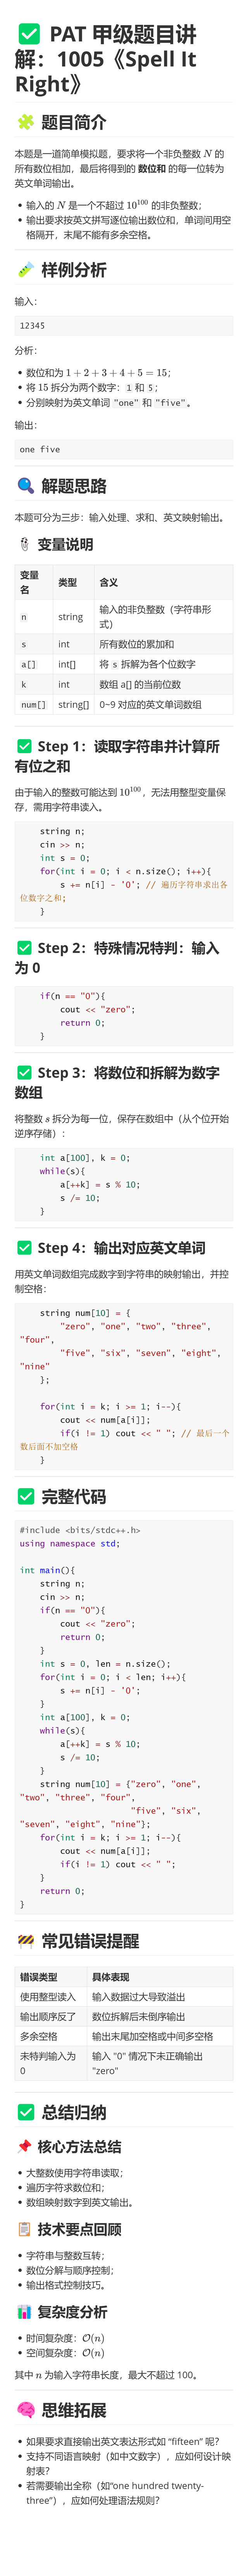 ✅ PAT 甲级题目讲
解：1005《Spell It
Right》
🧩 题目简介
本题是一道简单模拟题，要求将一个非负整数 N 的
所有数位相加，最后将得到的 数位和 的每一位转为
英文单词输出。
• 输入的 N 是一个不超过 10^100 的非负整数；
• 输出要求按英文拼写逐位输出数位和，单词间用空
格隔开，末尾不能有多余空格。
🧪 样例分析
输入：
12345
分析：
• 数位和为 1 + 2 + 3 + 4 + 5 = 15；
• 将 15 拆分为两个数字：1 和 5；
• 分别映射为英文单词 "one" 和 "five"。
输出：
one five
🔍 解题思路
本题可分为三步：输入处理、求和、英文映射输出。
变量说明
变量
名 类型 含义
n string 输入的非负整数（字符串形
式）
s int 所有数位的累加和
a[] int[] 将 s 拆解为各个位数字
k int 数组 a[] 的当前位数
num[] string[] 0~9 对应的英文单词数组
✅ Step 1：读取字符串并计算所
有位之和
由于输入的整数可能达到 10^100，无法用整型变量保
存，需用字符串读入。
string n;
cin >> n;
int s = 0;
for(int i = 0; i < n.size(); i++){
s += n[i] - '0'; // 遍历字符串求出各
位数字之和;
}
✅ Step 2：特殊情况特判：输入
为 0
if(n == "0"){
cout << "zero";
return 0;
}
✅ Step 3：将数位和拆解为数字
数组
将整数 s 拆分为每一位，保存在数组中（从个位开始
逆序存储）：
int a[100], k = 0;
while(s){
a[++k] = s % 10;
s /= 10;
}
✅ Step 4：输出对应英文单词
用英文单词数组完成数字到字符串的映射输出，并控
制空格：
string num[10] = {
"zero", "one", "two", "three",
"four",
"five", "six", "seven", "eight",
"nine"
};
for(int i = k; i >= 1; i--){
cout << num[a[i]];
if(i != 1) cout << " "; // 最后一个
数后面不加空格
}
✅ 完整代码
#include <bits/stdc++.h>
using namespace std;
int main(){
string n;
cin >> n;
if(n == "0"){
cout << "zero";
return 0;
}
int s = 0, len = n.size();
for(int i = 0; i < len; i++){
s += n[i] - '0';
}
int a[100], k = 0;
while(s){
a[++k] = s % 10;
s /= 10;
}
string num[10] = {"zero", "one",
"two", "three", "four",
"five", "six",
"seven", "eight", "nine"};
for(int i = k; i >= 1; i--){
cout << num[a[i]];
if(i != 1) cout << " ";
}
return 0;
}
🚧 常见错误提醒
错误类型 具体表现
使用整型读入 输入数据过大导致溢出
输出顺序反了 数位拆解后未倒序输出
多余空格 输出末尾加空格或中间多空格
未特判输入为
0 输入 "0" 情况下未正确输出
"zero"
✅ 总结归纳
📌 核心方法总结
• 大整数使用字符串读取；
• 遍历字符求数位和；
• 数组映射数字到英文输出。
📋 技术要点回顾
• 字符串与整数互转；
• 数位分解与顺序控制；
• 输出格式控制技巧。
📊 复杂度分析
• 时间复杂度：O(n)
• 空间复杂度：O(n)
其中 n 为输入字符串长度，最大不超过 100。
🧠 思维拓展
• 如果要求直接输出英文表达形式如 “fifteen” 呢？
• 支持不同语言映射（如中文数字），应如何设计映
射表？
• 若需要输出全称（如“one hundred twenty-
three”），应如何处理语法规则？